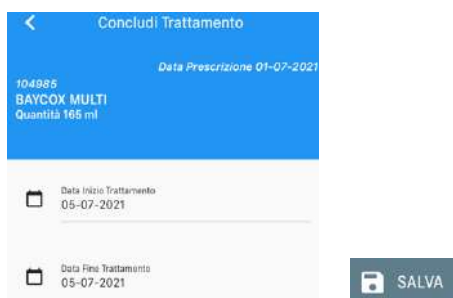 Concludi Trattamento
Data Prescrizione 01-07-2021
104985
BAYCOX MULTI
Quantità 165 ml
Data Inizio Trattamento
05-07-2021
Data Fine Trattamento
05-07-2021
SALVA